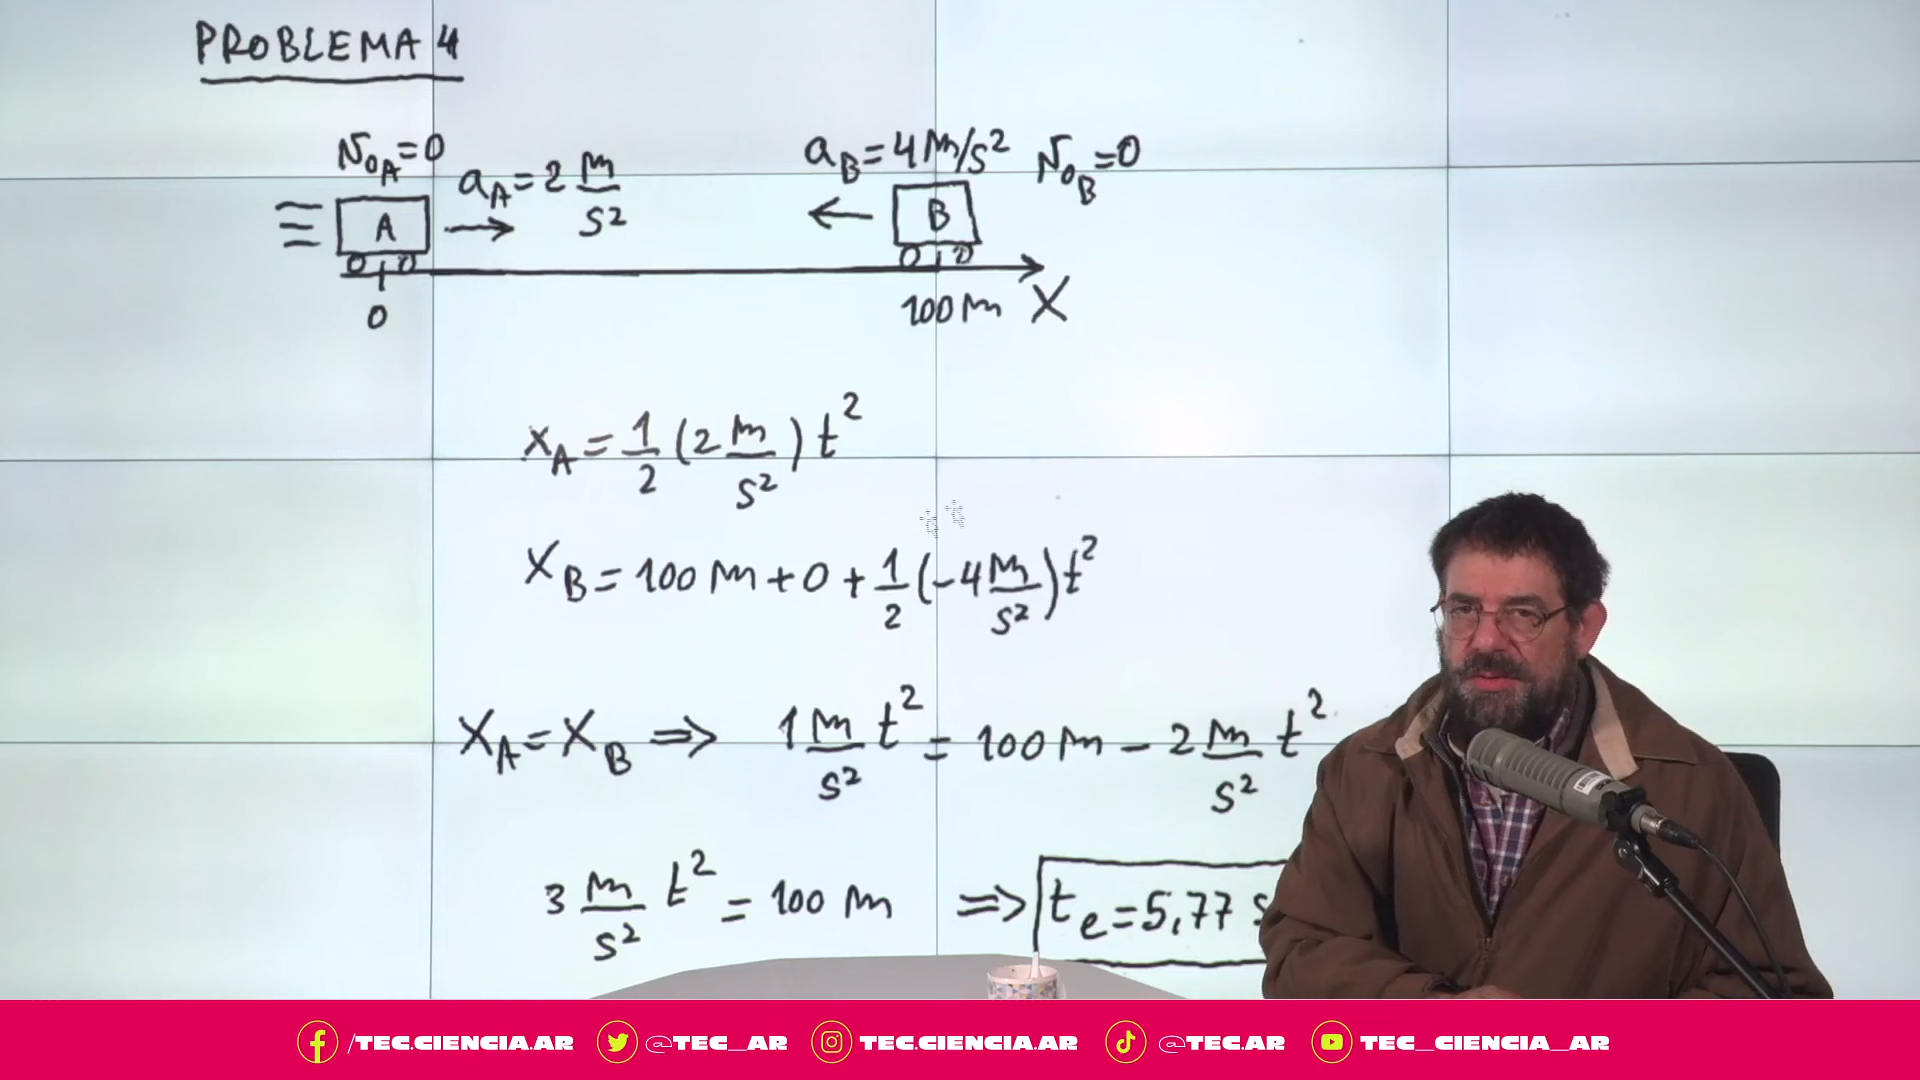 PROBLEMA 4
V₀A=0
aA=2 m/s²
aB=4 m/s²
V₀B=0
A
B
0
100 m
X
xA = 1/2 (2 m/s²) t²
XB = 100 m + 0 + 1/2 (-4 m/s²) t²
XA = XB ⇒ 1 m/s² t² = 100 m - 2 m/s² t²
3 m/s² t² = 100 m ⇒ te = 5,77 s
/TEC.CIENCIA.AR @TEC_AR TEC.CIENCIA.AR @TEC.AR TEC_CIENCIA_AR